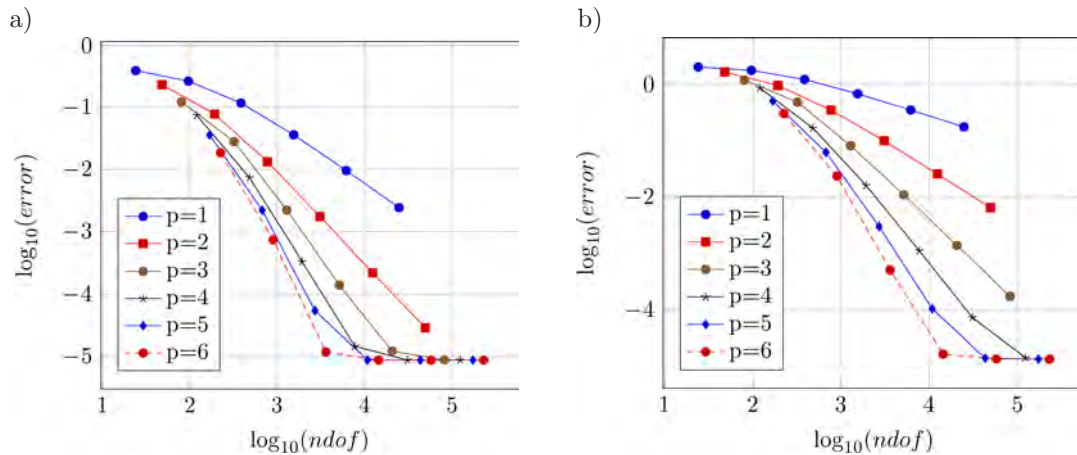 a)
0
−1
−2
−3
−4
−5
log₁₀(error)
p=1
p=2
p=3
p=4
p=5
p=6
1 2 3 4 5
log₁₀(ndof)
b)
0
−2
−4
log₁₀(error)
p=1
p=2
p=3
p=4
p=5
p=6
1 2 3 4 5
log₁₀(ndof)